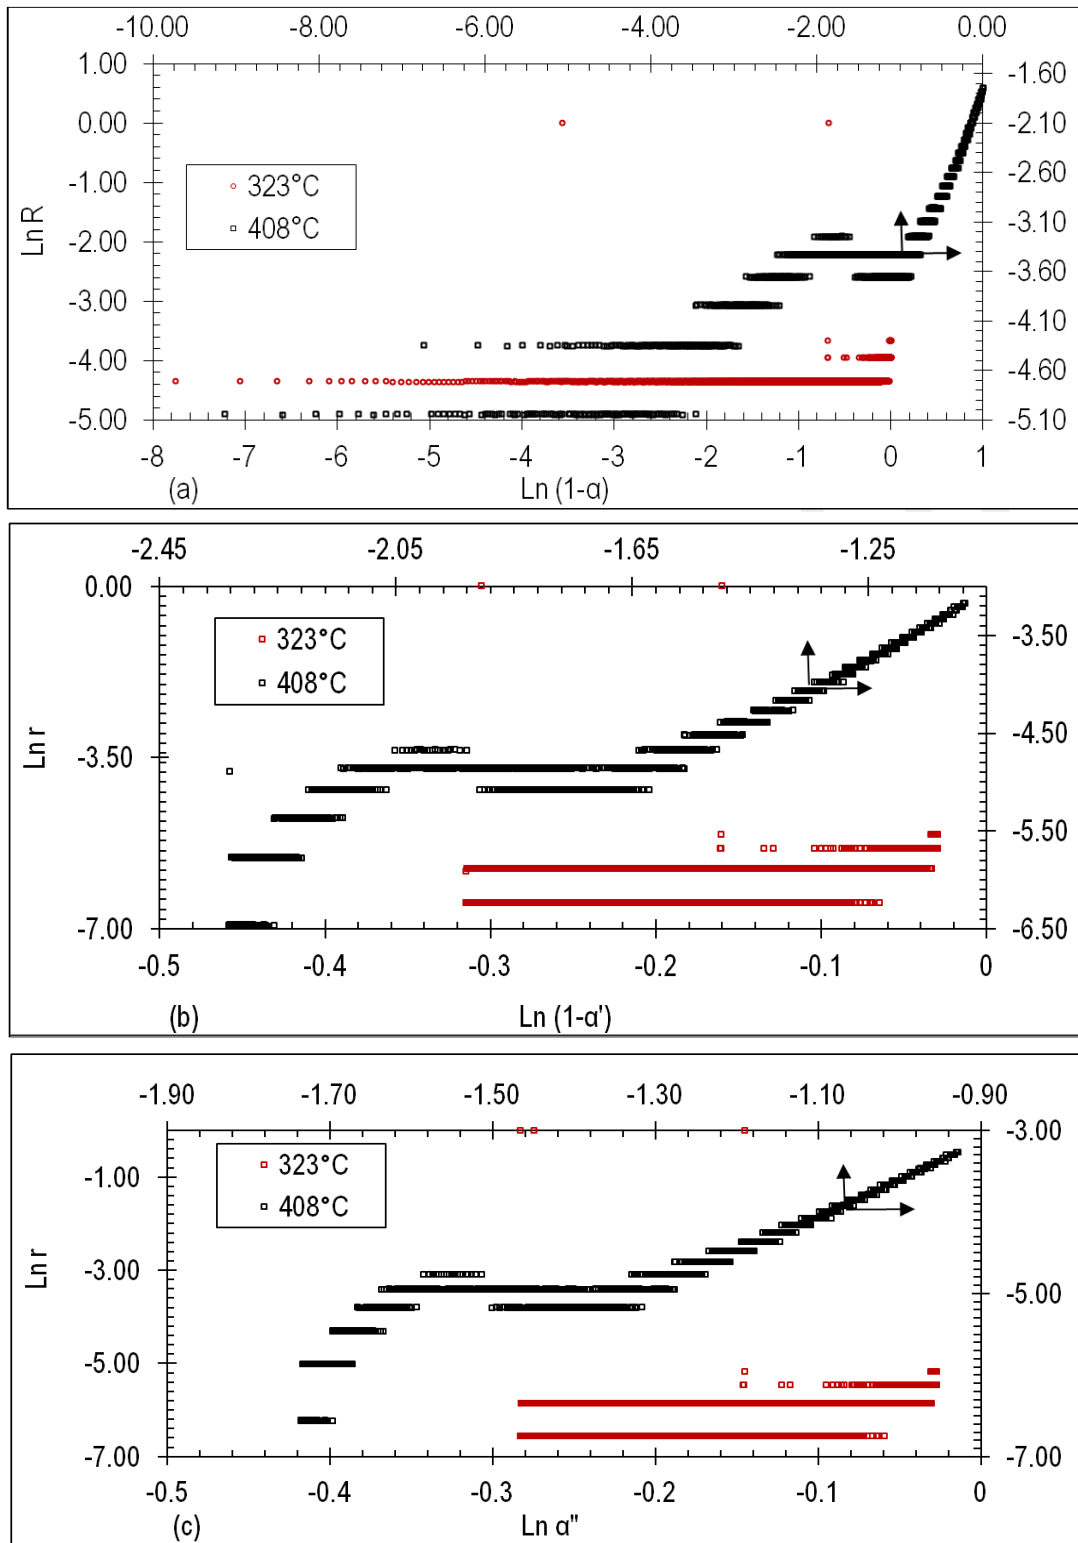 -10.00 -8.00 -6.00 -4.00 -2.00 0.00
1.00
0.00
-1.00
-2.00
-3.00
-4.00
-5.00
Ln R
323°C
408°C
-1.60
-2.10
-2.60
-3.10
-3.60
-4.10
-4.60
-5.10
-8 -7 -6 -5 -4 -3 -2 -1 0 1
(a) Ln (1-α)
-2.45 -2.05 -1.65 -1.25
0.00
-3.50
-7.00
Ln r
323°C
408°C
-3.50
-4.50
-5.50
-6.50
-0.5 -0.4 -0.3 -0.2 -0.1 0
(b) Ln (1-α')
-1.90 -1.70 -1.50 -1.30 -1.10 -0.90
-1.00
-3.00
-5.00
-7.00
Ln r
323°C
408°C
-3.00
-5.00
-7.00
-0.5 -0.4 -0.3 -0.2 -0.1 0
(c) Ln α"